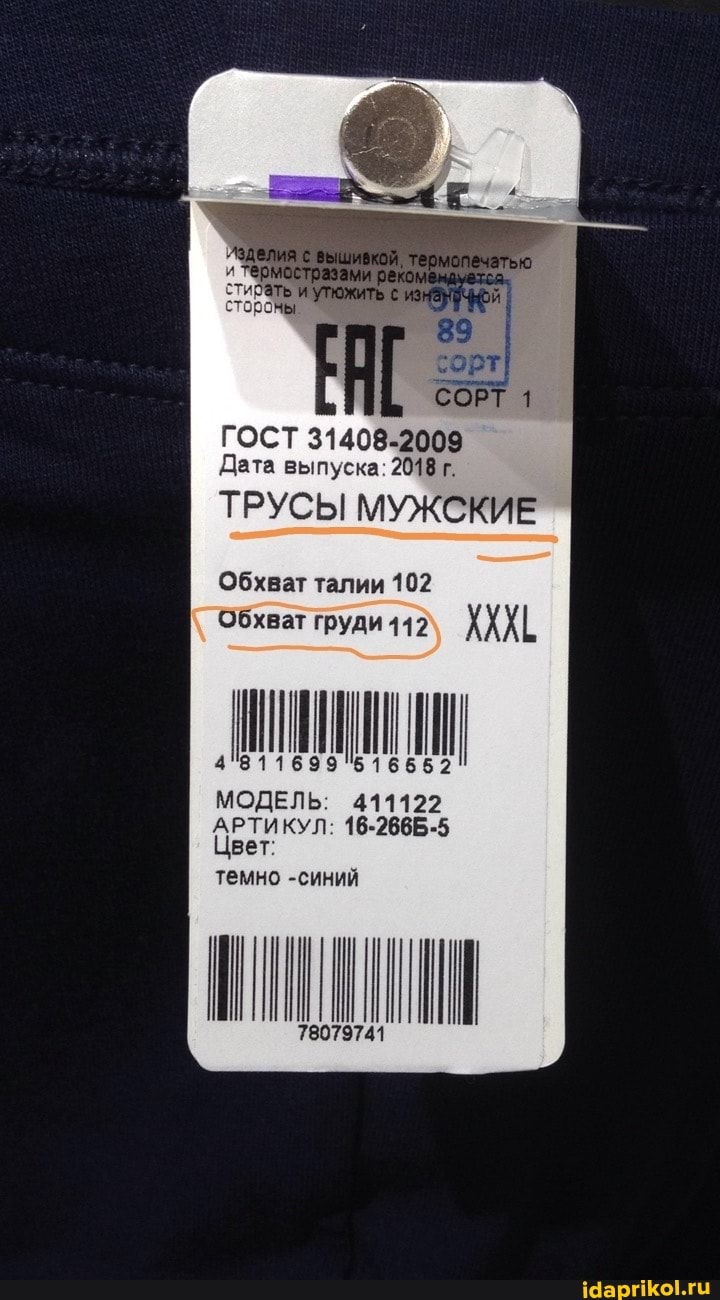 Изделия с вышивкой, термопечатью
и термостразами рекомендуется
стирать и утюжить с изнаночной
стороны
ОТК
89
сорт
ЕАС
СОРТ 1
ГОСТ 31408-2009
Дата выпуска: 2018 г.
ТРУСЫ МУЖСКИЕ
Обхват талии 102
Обхват груди 112
XXXL
4 811699 516552
МОДЕЛЬ: 411122
АРТИКУЛ: 16-266Б-5
Цвет:
темно -синий
78079741
idaprikol.ru